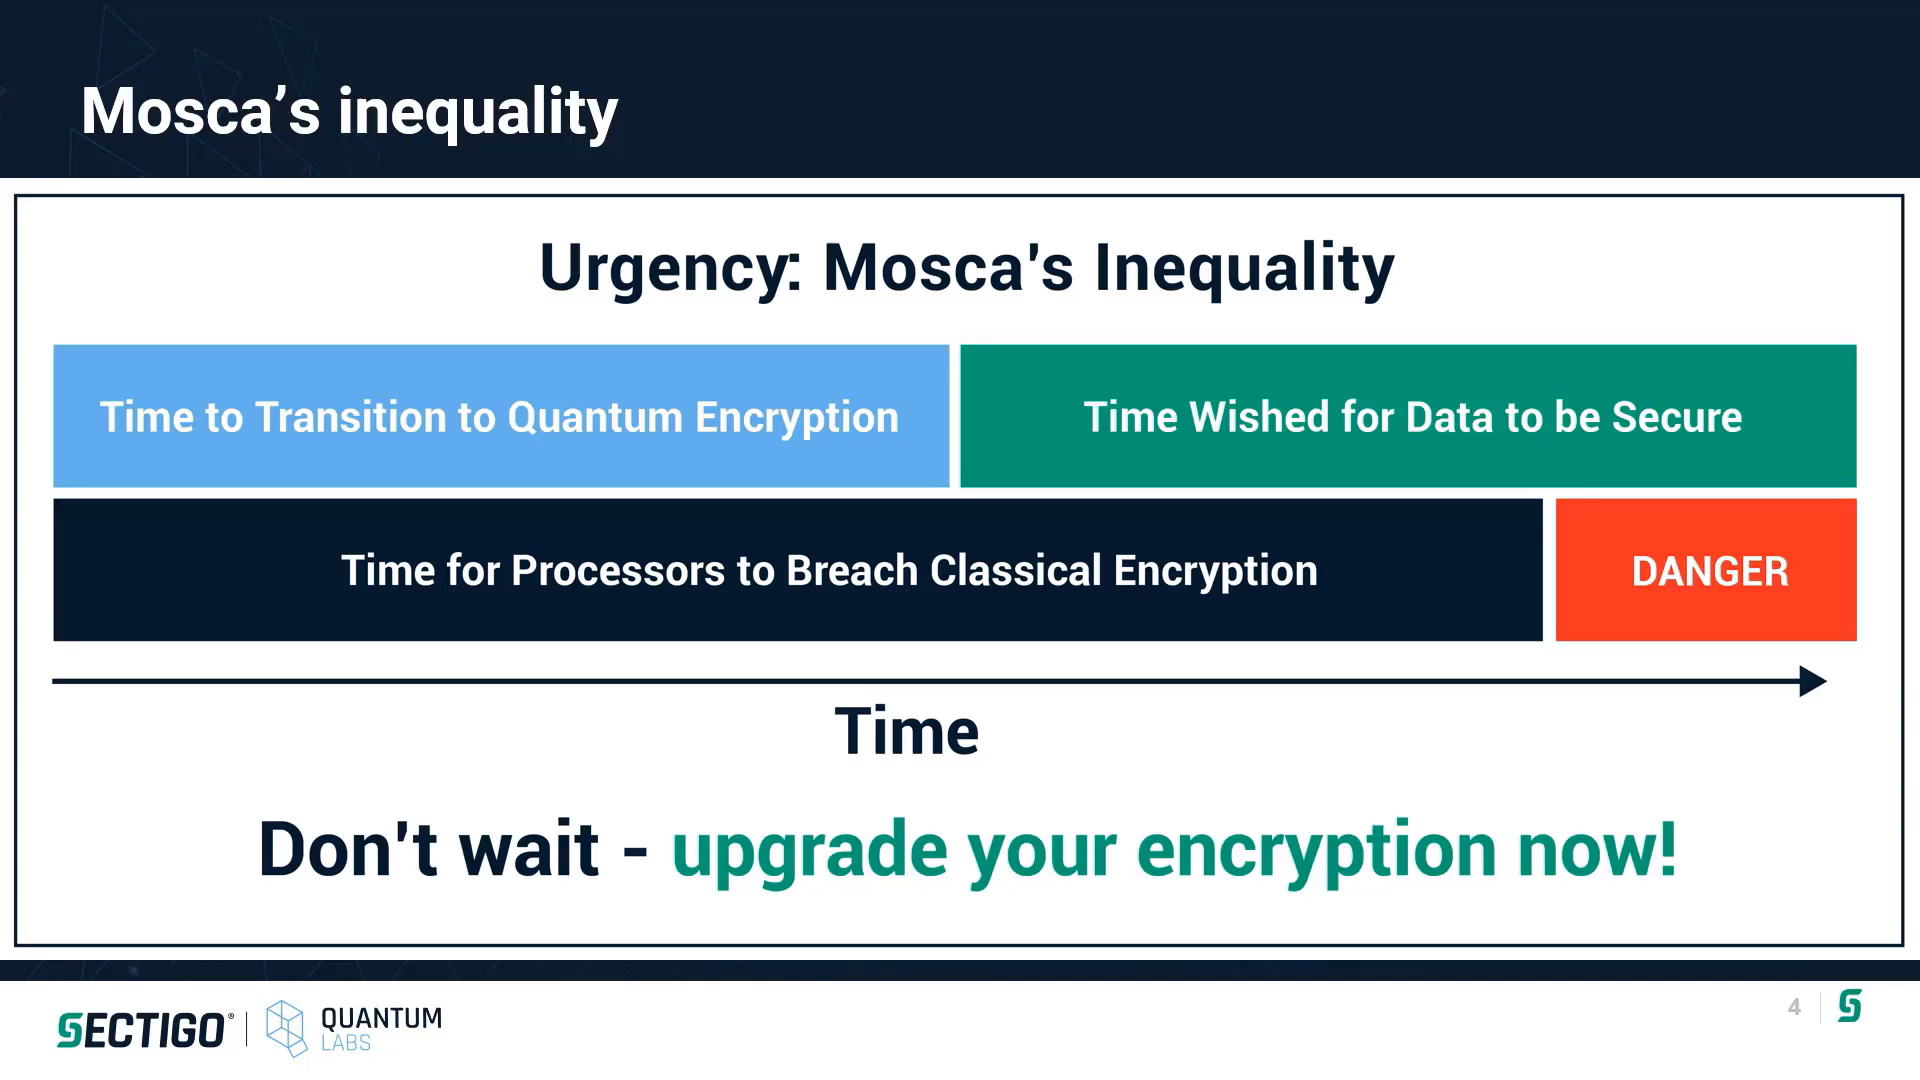 Mosca’s inequality
Urgency: Mosca's Inequality
Time to Transition to Quantum Encryption
Time Wished for Data to be Secure
Time for Processors to Breach Classical Encryption
DANGER
Time
Don't wait - upgrade your encryption now!
SECTIGO®
QUANTUM
LABS
4
S